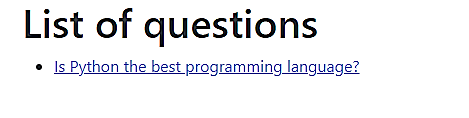 List of questions
Is Python the best programming language?